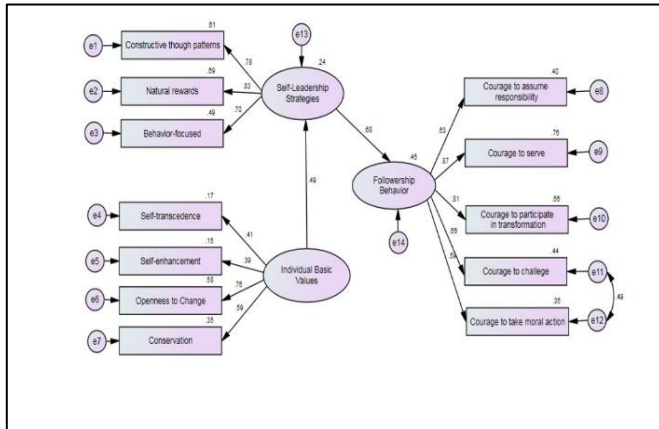 e13
.61
e1
Constructive though patterns
.78
.24
.69
e2
Natural rewards
.83
Self-Leadership
Strategies
.49
e3
Behavior-focused
.70
.40
Courage to assume
responsibility
e8
.63
.68
.76
Courage to serve
e9
.87
.49
.46
Followership
Behavior
.66
Courage to participate
in transformation
e10
.81
e14
.17
e4
Self-transcedence
.41
.15
e5
Self-enhancement
.39
Individual Basic
Values
.58
e6
Openness to Change
.76
.35
e7
Conservation
.59
.44
Courage to challege
e11
.66
.35
Courage to take moral action
e12
.59
.49